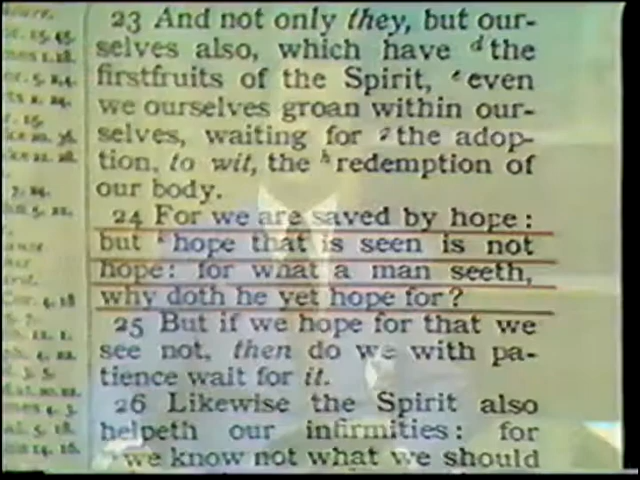 23 And not only they, but our-
selves also, which have d the
firstfruits of the Spirit, e even
we ourselves groan within our-
selves, waiting for g the adop-
tion, to wit, the h redemption of
our body.
24 For we are saved by hope:
but hope that is seen is not
hope: for what a man seeth,
why doth he yet hope for?
25 But if we hope for that we
see not, then do we with pa-
tience wait for it.
26 Likewise the Spirit also
helpeth our infirmities: for
we know not what we should